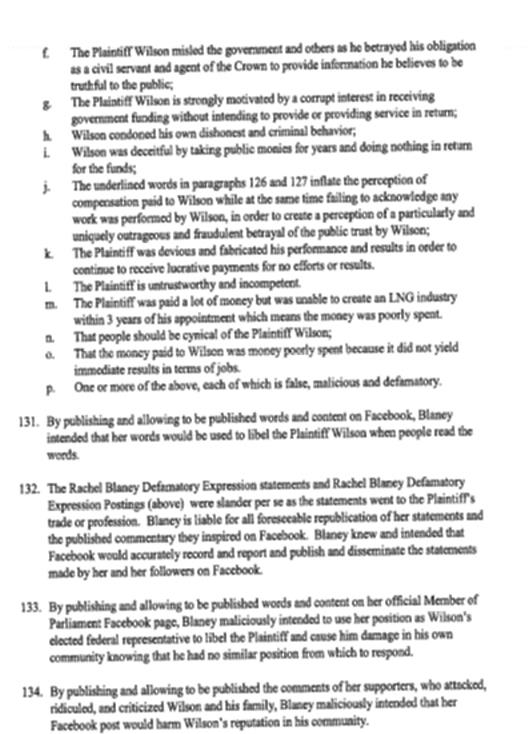 f. The Plaintiff Wilson misled the government and others as he betrayed his obligation
as a civil servant and agent of the Crown to provide information he believes to be
truthful to the public;
g. The Plaintiff Wilson is strongly motivated by a corrupt interest in receiving
government funding without intending to provide or providing service in return;
h. Wilson condoned his own dishonest and criminal behavior;
i. Wilson was deceitful by taking public monies for years and doing nothing in return
for the funds;
j. The underlined words in paragraphs 126 and 127 inflate the perception of
compensation paid to Wilson while at the same time failing to acknowledge any
work was performed by Wilson, in order to create a perception of a particularly and
uniquely outrageous and fraudulent betrayal of the public trust by Wilson;
k. The Plaintiff was devious and fabricated his performance and results in order to
continue to receive lucrative payments for no efforts or results.
l. The Plaintiff is untrustworthy and incompetent.
m. The Plaintiff was paid a lot of money but was unable to create an LNG industry
within 3 years of his appointment which means the money was poorly spent.
n. That people should be cynical of the Plaintiff Wilson;
o. That the money paid to Wilson was money poorly spent because it did not yield
immediate results in terms of jobs.
p. One or more of the above, each of which is false, malicious and defamatory.
131. By publishing and allowing to be published words and content on Facebook, Blaney
intended that her words would be used to libel the Plaintiff Wilson when people read the
words.
132. The Rachel Blaney Defamatory Expression statements and Rachel Blaney Defamatory
Expression Postings (above) were slander per se as the statements went to the Plaintiff's
trade or profession. Blaney is liable for all foreseeable republication of her statements and
the published commentary they inspired on Facebook. Blaney knew and intended that
Facebook would accurately record and report and publish and disseminate the statements
made by her and her followers on Facebook.
133. By publishing and allowing to be published words and content on her official Member of
Parliament Facebook page, Blaney maliciously intended to use her position as Wilson's
elected federal representative to libel the Plaintiff and cause him damage in his own
community knowing that he had no similar position from which to respond.
134. By publishing and allowing to be published the comments of her supporters, who attacked,
ridiculed, and criticized Wilson and his family, Blaney maliciously intended that her
Facebook post would harm Wilson's reputation in his community.